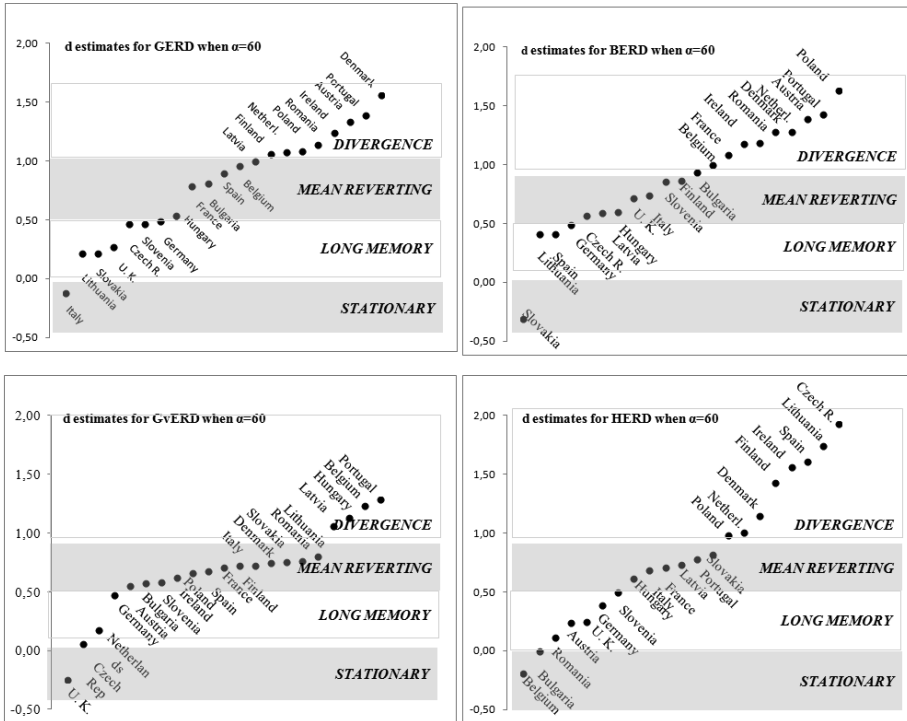 d estimates for GERD when α=60
2,00
1,50
1,00
0,50
0,00
-0,50
DIVERGENCE
MEAN REVERTING
LONG MEMORY
STATIONARY
Italy
Lithuania
Slovakia
U. K.
Czech R.
Slovenia
Germany
Hungary
France
Bulgaria
Spain
Belgium
Latvia
Finland
Netherl.
Poland
Romania
Ireland
Austria
Portugal
Denmark
d estimates for BERD when α=60
2,00
1,50
1,00
0,50
0,00
-0,50
DIVERGENCE
MEAN REVERTING
LONG MEMORY
STATIONARY
Slovakia
Lithuania
Spain
Germany
Czech R.
Latvia
Hungary
U. K.
Italy
Slovenia
Finland
Bulgaria
Belgium
France
Ireland
Romania
Denmark
Netherl.
Austria
Portugal
Poland
d estimates for GvERD when α=60
2,00
1,50
1,00
0,50
0,00
-0,50
DIVERGENCE
MEAN REVERTING
LONG MEMORY
STATIONARY
U. K.
Czech
Rep
Netherlan
ds
Germany
Austria
Bulgaria
Slovenia
Ireland
Poland
Spain
France
Finland
Italy
Denmark
Slovakia
Romania
Lithuania
Latvia
Hungary
Belgium
Portugal
d estimates for HERD when α=60
2,00
1,50
1,00
0,50
0,00
-0,50
DIVERGENCE
MEAN REVERTING
LONG MEMORY
STATIONARY
Belgium
Bulgaria
Romania
Austria
U. K.
Germany
Slovenia
Hungary
Italy
France
Latvia
Portugal
Slovakia
Poland
Netherl.
Denmark
Finland
Ireland
Spain
Lithuania
Czech R.